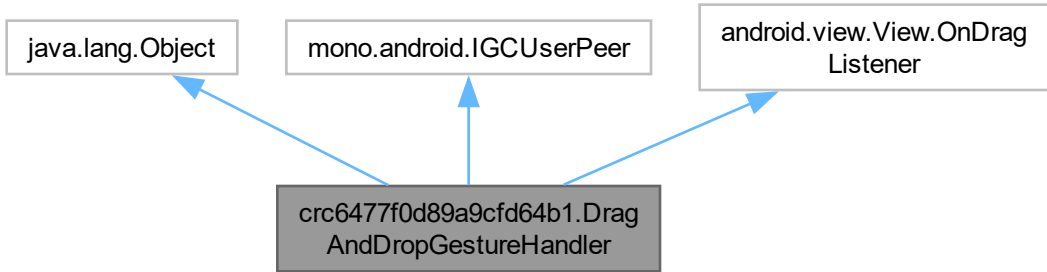 java.lang.Object
mono.android.IGCUserPeer
android.view.View.OnDrag
Listener
crc6477f0d89a9cfd64b1.Drag
AndDropGestureHandler